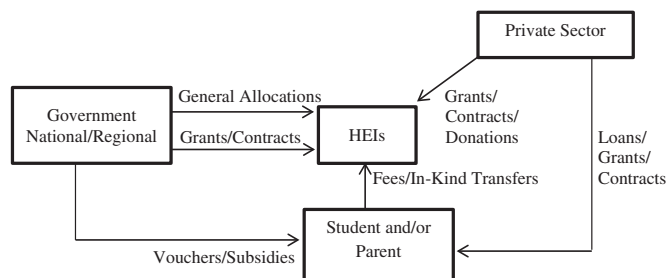 Private Sector
Government
National/Regional
General Allocations
Grants/Contracts
HEIs
Grants/
Contracts/
Donations
Loans/
Grants/
Contracts
Fees/In-Kind Transfers
Student and/or
Parent
Vouchers/Subsidies